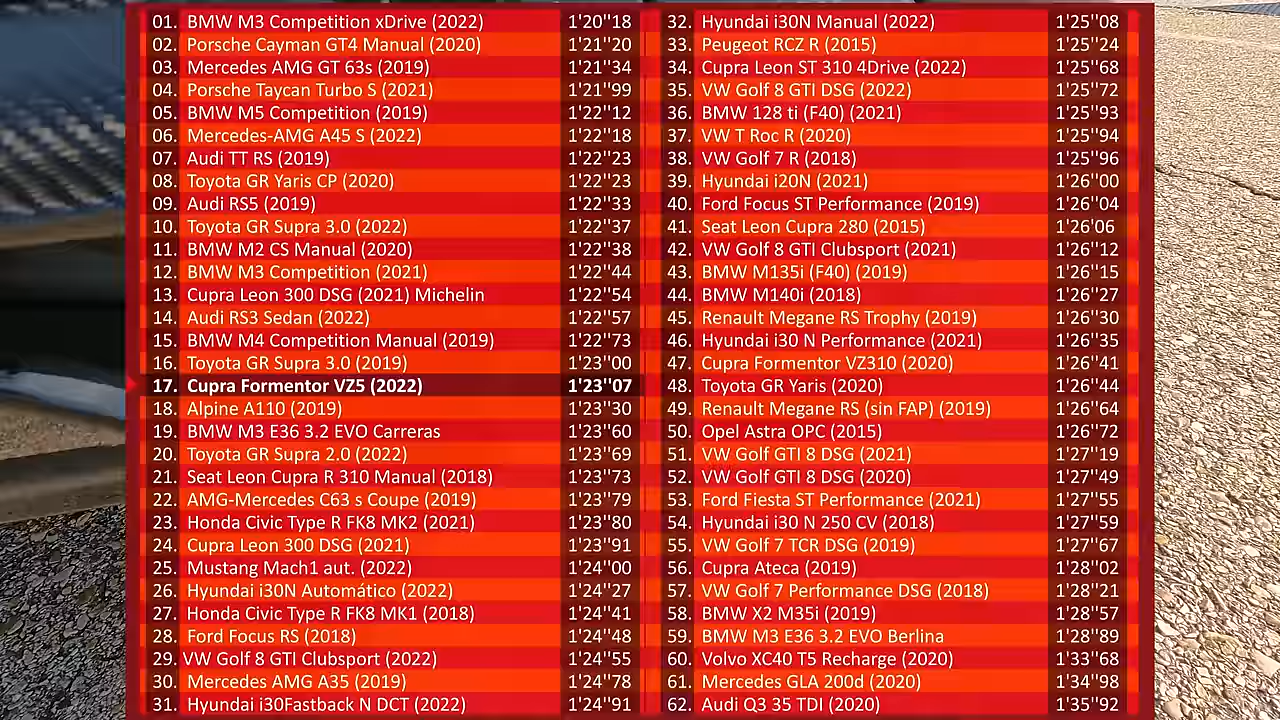 01. BMW M3 Competition xDrive (2022) 1'20"18
02. Porsche Cayman GT4 Manual (2020) 1'21"20
03. Mercedes AMG GT 63s (2019) 1'21"34
04. Porsche Taycan Turbo S (2021) 1'21"99
05. BMW M5 Competition (2019) 1'22"12
06. Mercedes-AMG A45 S (2022) 1'22"18
07. Audi TT RS (2019) 1'22"23
08. Toyota GR Yaris CP (2020) 1'22"23
09. Audi RS5 (2019) 1'22"33
10. Toyota GR Supra 3.0 (2022) 1'22"37
11. BMW M2 CS Manual (2020) 1'22"38
12. BMW M3 Competition (2021) 1'22"44
13. Cupra Leon 300 DSG (2021) Michelin 1'22"54
14. Audi RS3 Sedan (2022) 1'22"57
15. BMW M4 Competition Manual (2019) 1'22"73
16. Toyota GR Supra 3.0 (2019) 1'23"00
17. Cupra Formentor VZ5 (2022) 1'23"07
18. Alpine A110 (2019) 1'23"30
19. BMW M3 E36 3.2 EVO Carreras 1'23"60
20. Toyota GR Supra 2.0 (2022) 1'23"69
21. Seat Leon Cupra R 310 Manual (2018) 1'23"73
22. AMG-Mercedes C63 s Coupe (2019) 1'23"79
23. Honda Civic Type R FK8 MK2 (2021) 1'23"80
24. Cupra Leon 300 DSG (2021) 1'23"91
25. Mustang Mach1 aut. (2022) 1'24"00
26. Hyundai i30N Automático (2022) 1'24"27
27. Honda Civic Type R FK8 MK1 (2018) 1'24"41
28. Ford Focus RS (2018) 1'24"48
29. VW Golf 8 GTI Clubsport (2022) 1'24"55
30. Mercedes AMG A35 (2019) 1'24"78
31. Hyundai i30Fastback N DCT (2022) 1'24"91
32. Hyundai i30N Manual (2022) 1'25"08
33. Peugeot RCZ R (2015) 1'25"24
34. Cupra Leon ST 310 4Drive (2022) 1'25"68
35. VW Golf 8 GTI DSG (2022) 1'25"72
36. BMW 128 ti (F40) (2021) 1'25"93
37. VW T Roc R (2020) 1'25"94
38. VW Golf 7 R (2018) 1'25"96
39. Hyundai i20N (2021) 1'26"00
40. Ford Focus ST Performance (2019) 1'26"04
41. Seat Leon Cupra 280 (2015) 1'26'06
42. VW Golf 8 GTI Clubsport (2021) 1'26"12
43. BMW M135i (F40) (2019) 1'26"15
44. BMW M140i (2018) 1'26"27
45. Renault Megane RS Trophy (2019) 1'26"30
46. Hyundai i30 N Performance (2021) 1'26"35
47. Cupra Formentor VZ310 (2020) 1'26"41
48. Toyota GR Yaris (2020) 1'26"44
49. Renault Megane RS (sin FAP) (2019) 1'26"64
50. Opel Astra OPC (2015) 1'26"72
51. VW Golf GTI 8 DSG (2021) 1'27"19
52. VW Golf GTI 8 DSG (2020) 1'27"49
53. Ford Fiesta ST Performance (2021) 1'27"55
54. Hyundai i30 N 250 CV (2018) 1'27"59
55. VW Golf 7 TCR DSG (2019) 1'27"67
56. Cupra Ateca (2019) 1'28"02
57. VW Golf 7 Performance DSG (2018) 1'28"21
58. BMW X2 M35i (2019) 1'28"57
59. BMW M3 E36 3.2 EVO Berlina 1'28"89
60. Volvo XC40 T5 Recharge (2020) 1'33"68
61. Mercedes GLA 200d (2020) 1'34"98
62. Audi Q3 35 TDI (2020) 1'35"92